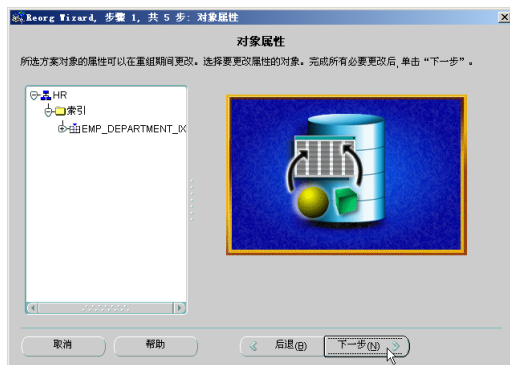 Reorg Wizard, 步骤 1, 共 5 步: 对象属性
对象属性
所选方案对象的属性可以在重组期间更改。选择要更改属性的对象。完成所有必要更改后, 单击“下一步”。
HR
索引
EMP_DEPARTMENT_IX
取消
帮助
后退(B)
下一步(N)